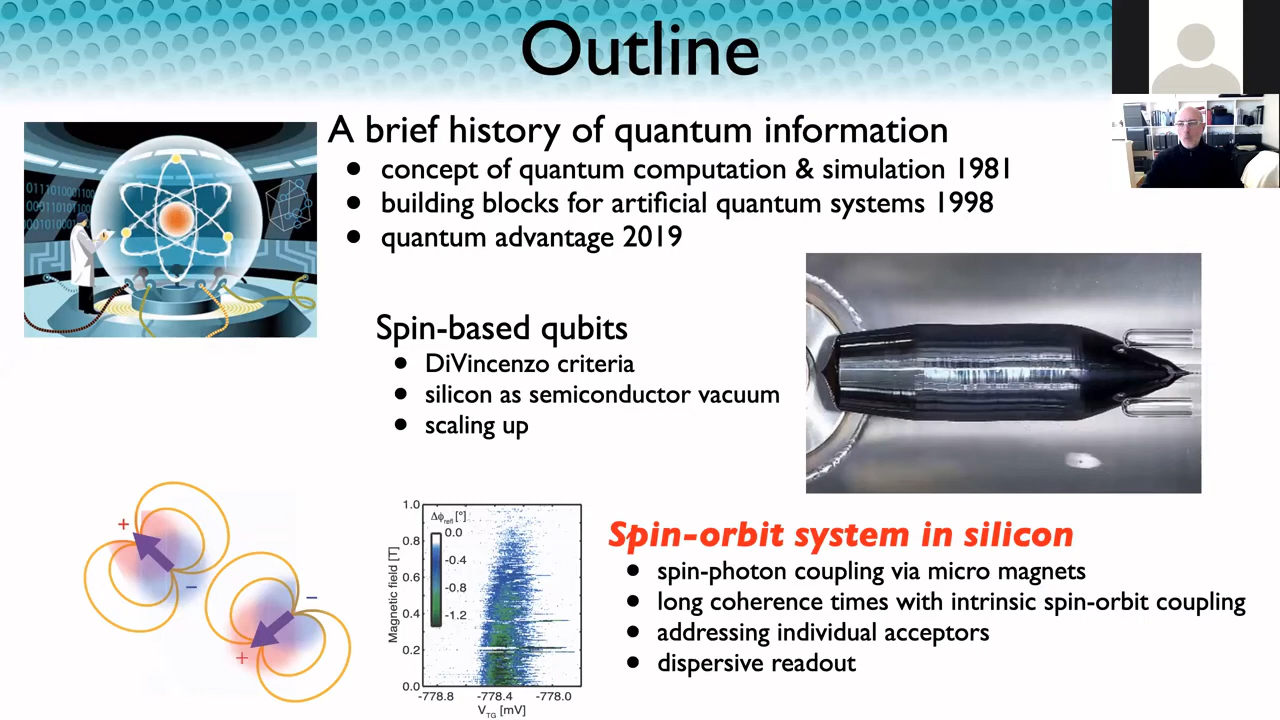 Outline
A brief history of quantum information
• concept of quantum computation & simulation 1981
• building blocks for artificial quantum systems 1998
• quantum advantage 2019
Spin-based qubits
• DiVincenzo criteria
• silicon as semiconductor vacuum
• scaling up
+
−
−
+
1.0
0.8
0.6
0.4
0.2
0.0
Magnetic field [T]
Δϕrefl [°]
0.0
-0.4
-0.8
-1.2
-778.8 -778.4 -778.0
VTG [mV]
Spin-orbit system in silicon
• spin-photon coupling via micro magnets
• long coherence times with intrinsic spin-orbit coupling
• addressing individual acceptors
• dispersive readout